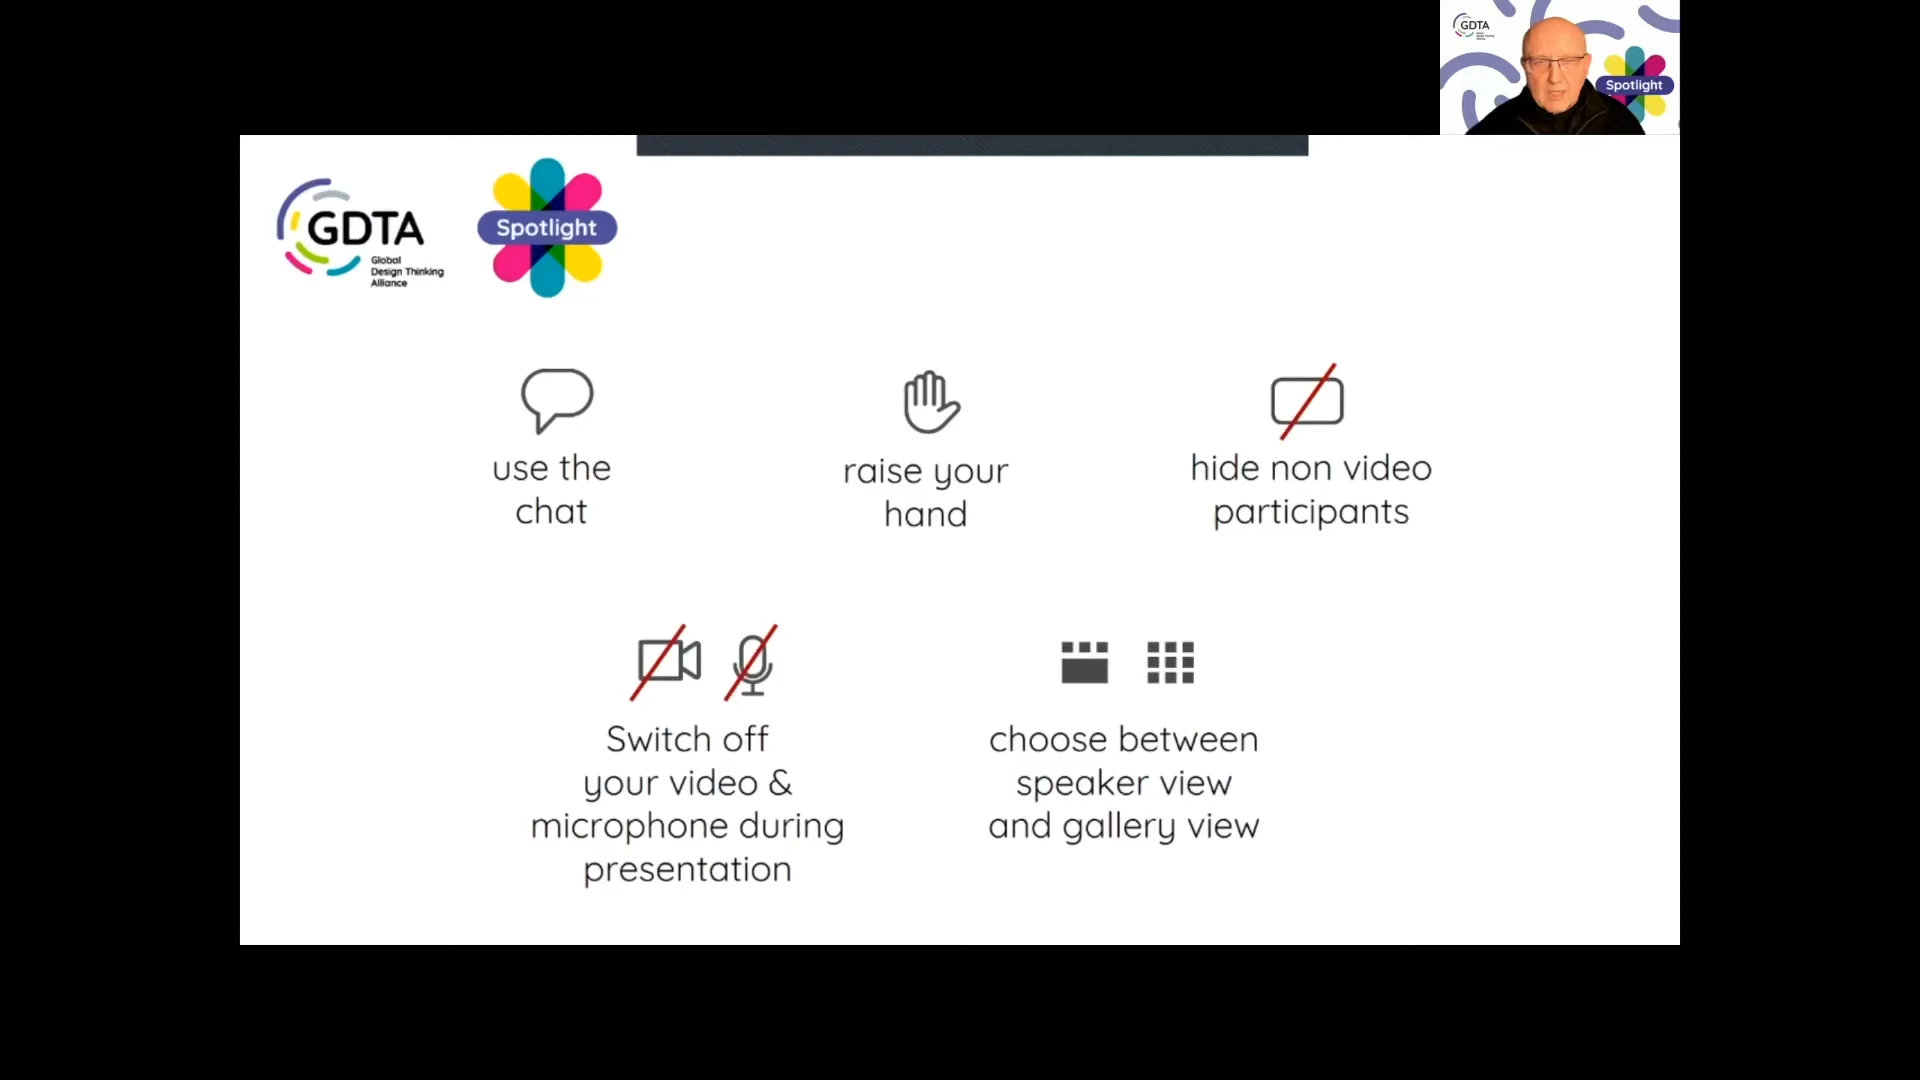 GDTA
Spotlight
GDTA
Global
Design Thinking
Alliance
Spotlight
use the
chat
raise your
hand
hide non video
participants
Switch off
your video &
microphone during
presentation
choose between
speaker view
and gallery view